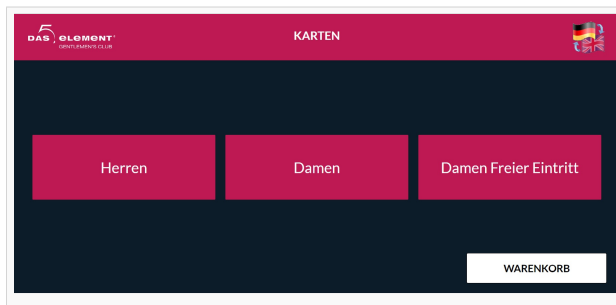 DAS 5 ELEMENT
GENTLEMEN'S CLUB
KARTEN
Herren
Damen
Damen Freier Eintritt
WARENKORB